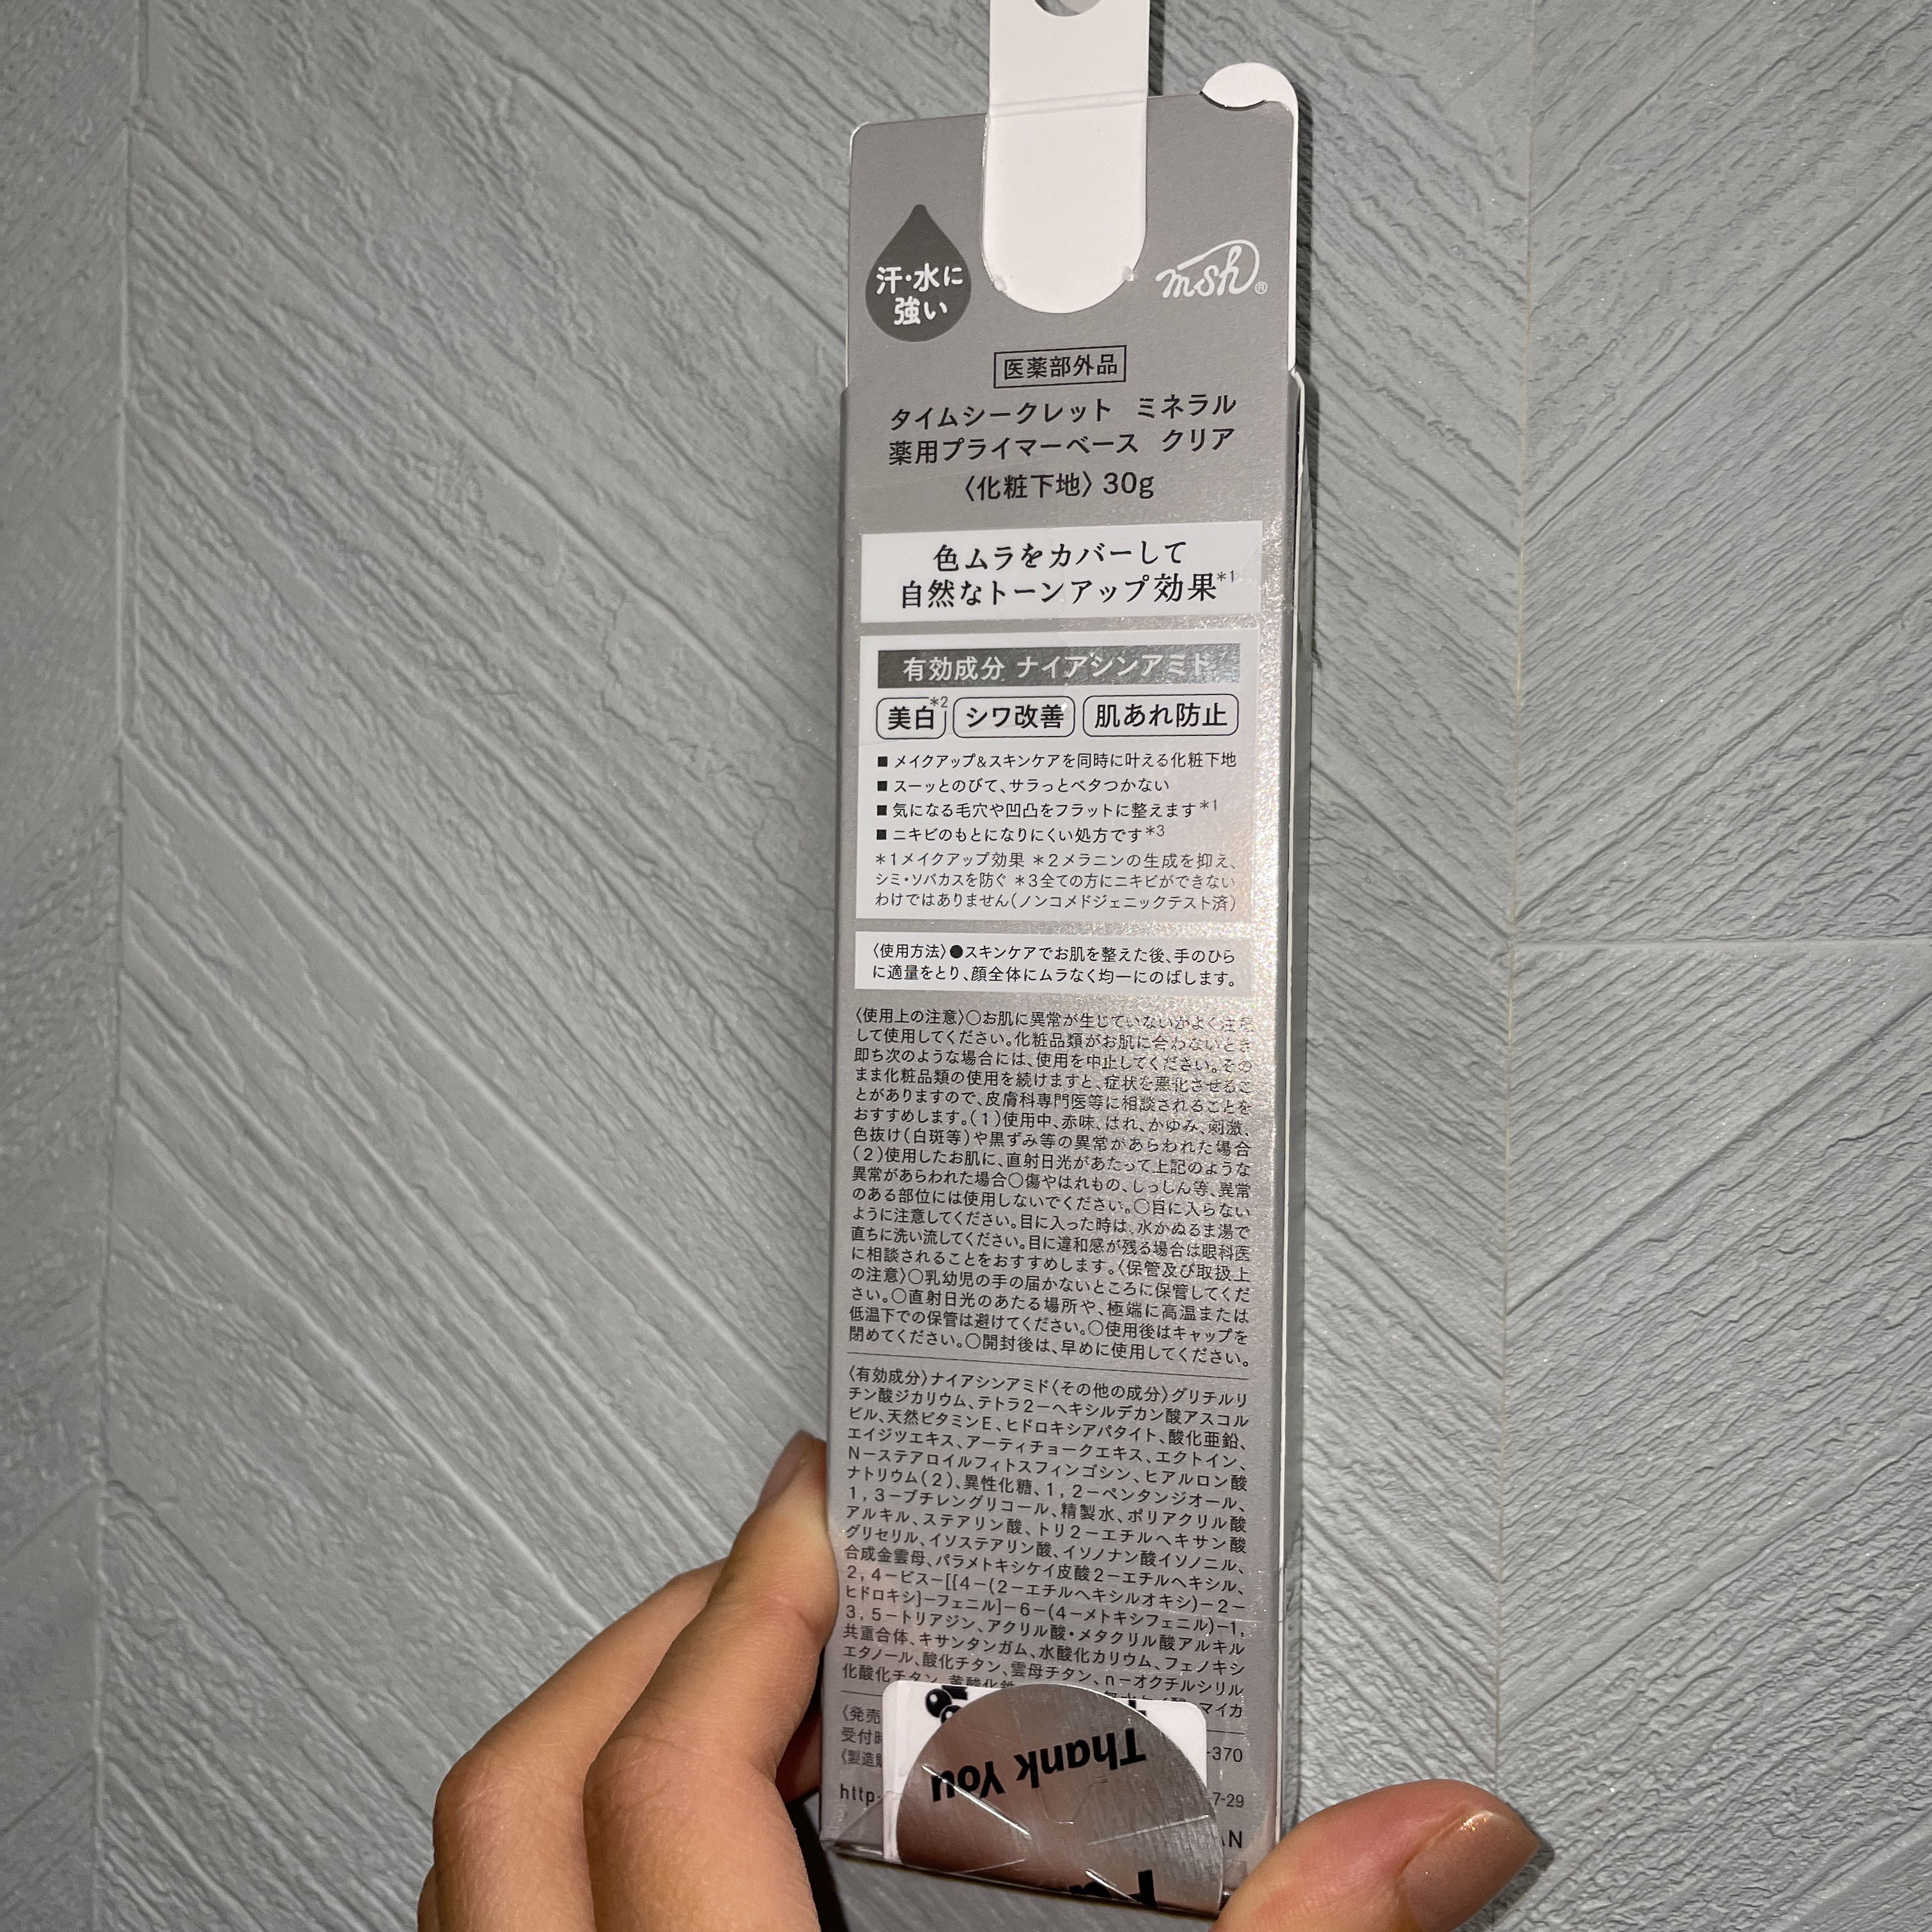 汗・水に
強い
msh®
医薬部外品
タイムシークレット ミネラル
薬用プライマーベース クリア
〈化粧下地〉30g
色ムラをカバーして
自然なトーンアップ効果*1
有効成分 ナイアシンアミド
美白*2 シワ改善 肌あれ防止
■メイクアップ&スキンケアを同時に叶える化粧下地
■スーッとのびて、サラっとベタつかない
■気になる毛穴や凹凸をフラットに整えます*1
■ニキビのもとになりにくい処方です*3
*1メイクアップ効果 *2メラニンの生成を抑え、
シミ・ソバカスを防ぐ *3全ての方にニキビができない
わけではありません(ノンコメドジェニックテスト済)
〈使用方法〉●スキンケアでお肌を整えた後、手のひら
に適量をとり、顔全体にムラなく均一にのばします。
〈使用上の注意〉○お肌に異常が生じていないかよく注意
して使用してください。化粧品類がお肌に合わないとき
即ち次のような場合には、使用を中止してください。その
まま化粧品類の使用を続けますと、症状を悪化させるこ
とがありますので、皮膚科専門医等に相談されることを
おすすめします。(1)使用中、赤味、はれ、かゆみ、刺激、
色抜け(白斑等)や黒ずみ等の異常があらわれた場合
(2)使用したお肌に、直射日光があたって上記のような
異常があらわれた場合○傷やはれもの、しっしん等、異常
のある部位には使用しないでください。○目に入らない
ように注意してください。目に入った時は、水かぬるま湯で
直ちに洗い流してください。目に違和感が残る場合は眼科医
に相談されることをおすすめします。〈保管及び取扱上
の注意〉○乳幼児の手の届かないところに保管してくだ
さい。○直射日光のあたる場所や、極端に高温または
低温下での保管は避けてください。○使用後はキャップを
閉めてください。○開封後は、早めに使用してください。
〈有効成分〉ナイアシンアミド〈その他の成分〉グリチルリ
チン酸ジカリウム、テトラ2-ヘキシルデカン酸アスコル
ビル、天然ビタミンE、ヒドロキシアパタイト、酸化亜鉛、
エイジツエキス、アーティチョークエキス、エクトイン、
N-ステアロイルフィトスフィンゴシン、ヒアルロン酸
ナトリウム(2)、異性化糖、1,2-ペンタンジオール、
1,3-ブチレングリコール、精製水、ポリアクリル酸
アルキル、ステアリン酸、トリ2-エチルヘキサン酸
グリセリル、イソステアリン酸、イソノナン酸イソノニル、
合成金雲母、パラメトキシケイ皮酸2-エチルヘキシル、
2,4-ビス-[{4-(2-エチルヘキシルオキシ)-2-
ヒドロキシ}-フェニル]-6-(4-メトキシフェニル)-1,
3,5-トリアジン、アクリル酸・メタクリル酸アルキル
共重合体、キサンタンガム、水酸化カリウム、フェノキシ
エタノール、酸化チタン、雲母チタン、n-オクチルシリル
化酸化チタン、黄酸化鉄 マイカ
〈発売
受付時 -370
〈製造販 7-29
http:
AN
Thank You